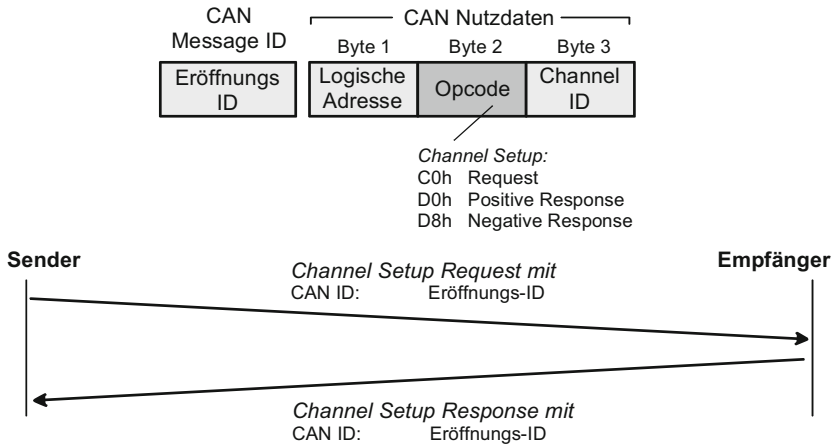 CAN
Message ID
CAN Nutzdaten
Byte 1 Byte 2 Byte 3
Eröffnungs
ID
Logische
Adresse
Opcode
Channel
ID
Channel Setup:
C0h Request
D0h Positive Response
D8h Negative Response
Sender
Empfänger
Channel Setup Request mit
CAN ID: Eröffnungs-ID
Channel Setup Response mit
CAN ID: Eröffnungs-ID